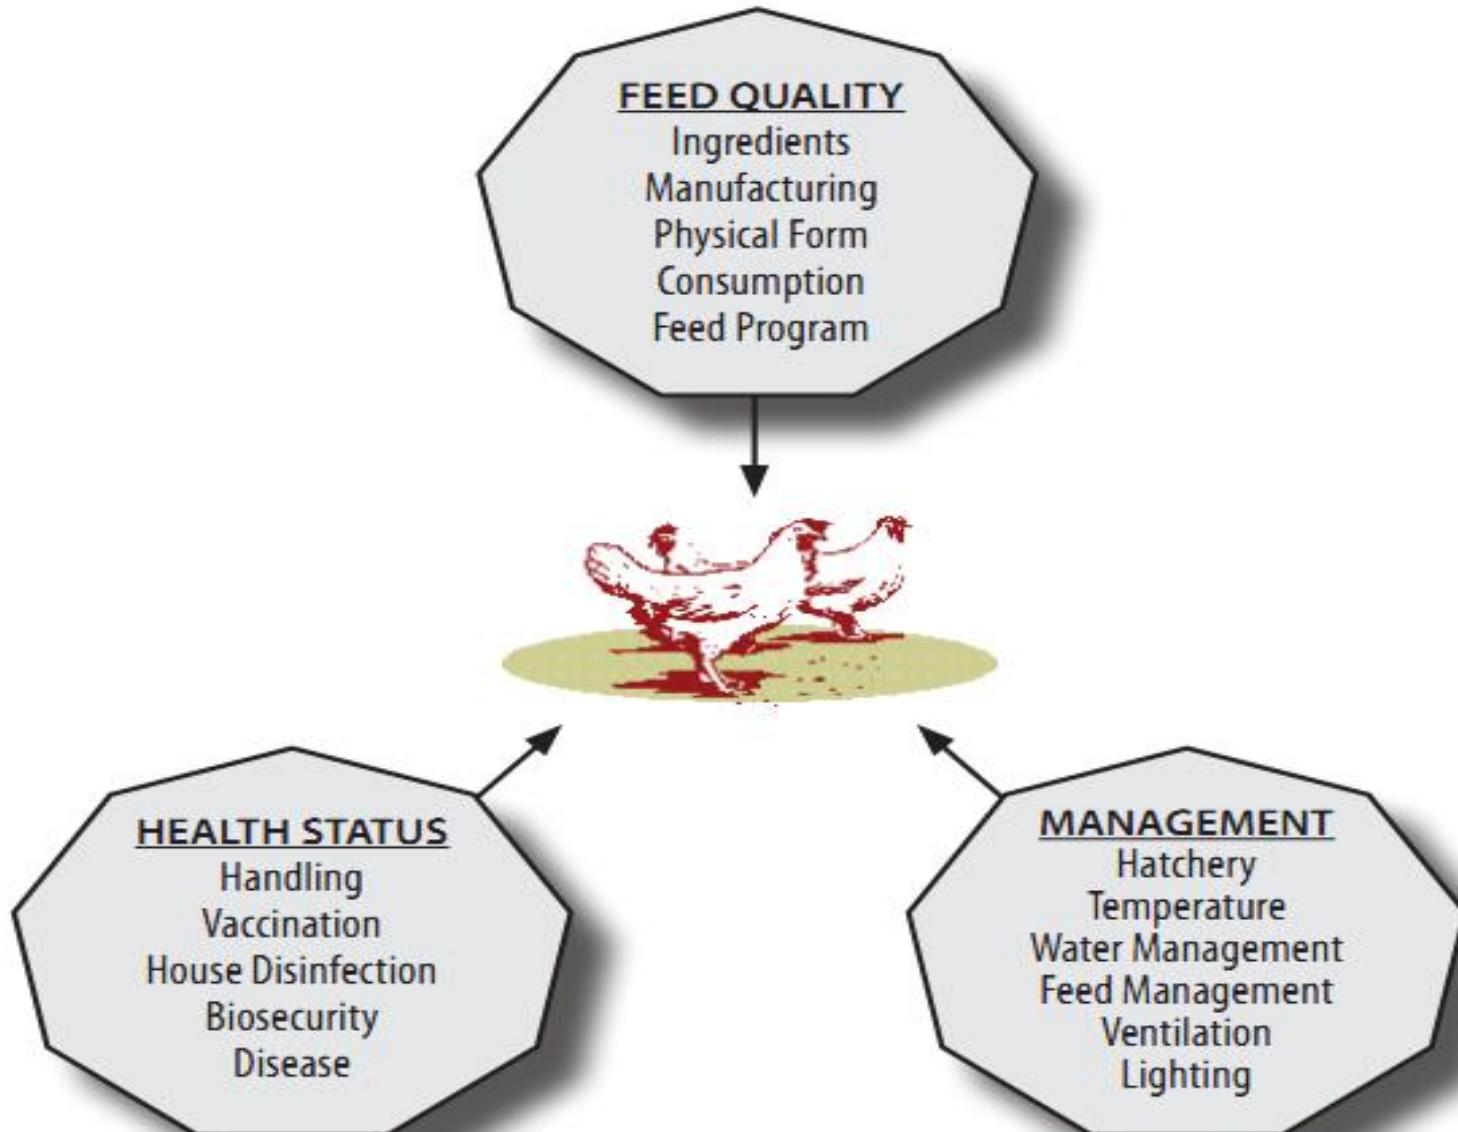 FEED QUALITY
Ingredients
Manufacturing
Physical Form
Consumption
Feed Program
HEALTH STATUS
Handling
Vaccination
House Disinfection
Biosecurity
Disease
MANAGEMENT
Hatchery
Temperature
Water Management
Feed Management
Ventilation
Lighting